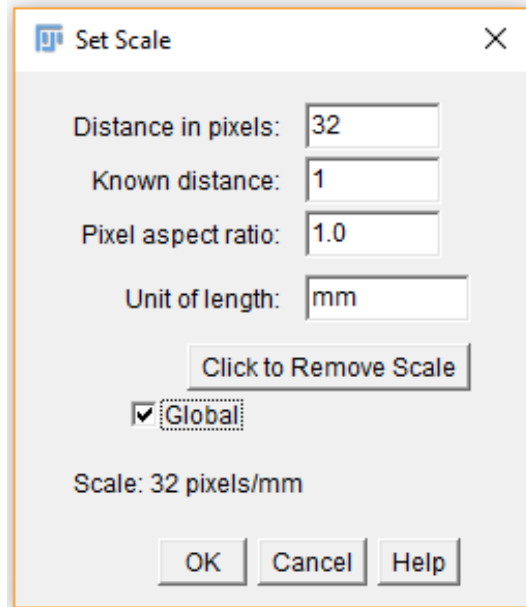 Set Scale
Distance in pixels: 32
Known distance: 1
Pixel aspect ratio: 1.0
Unit of length: mm
Click to Remove Scale
Global
Scale: 32 pixels/mm
OK Cancel Help